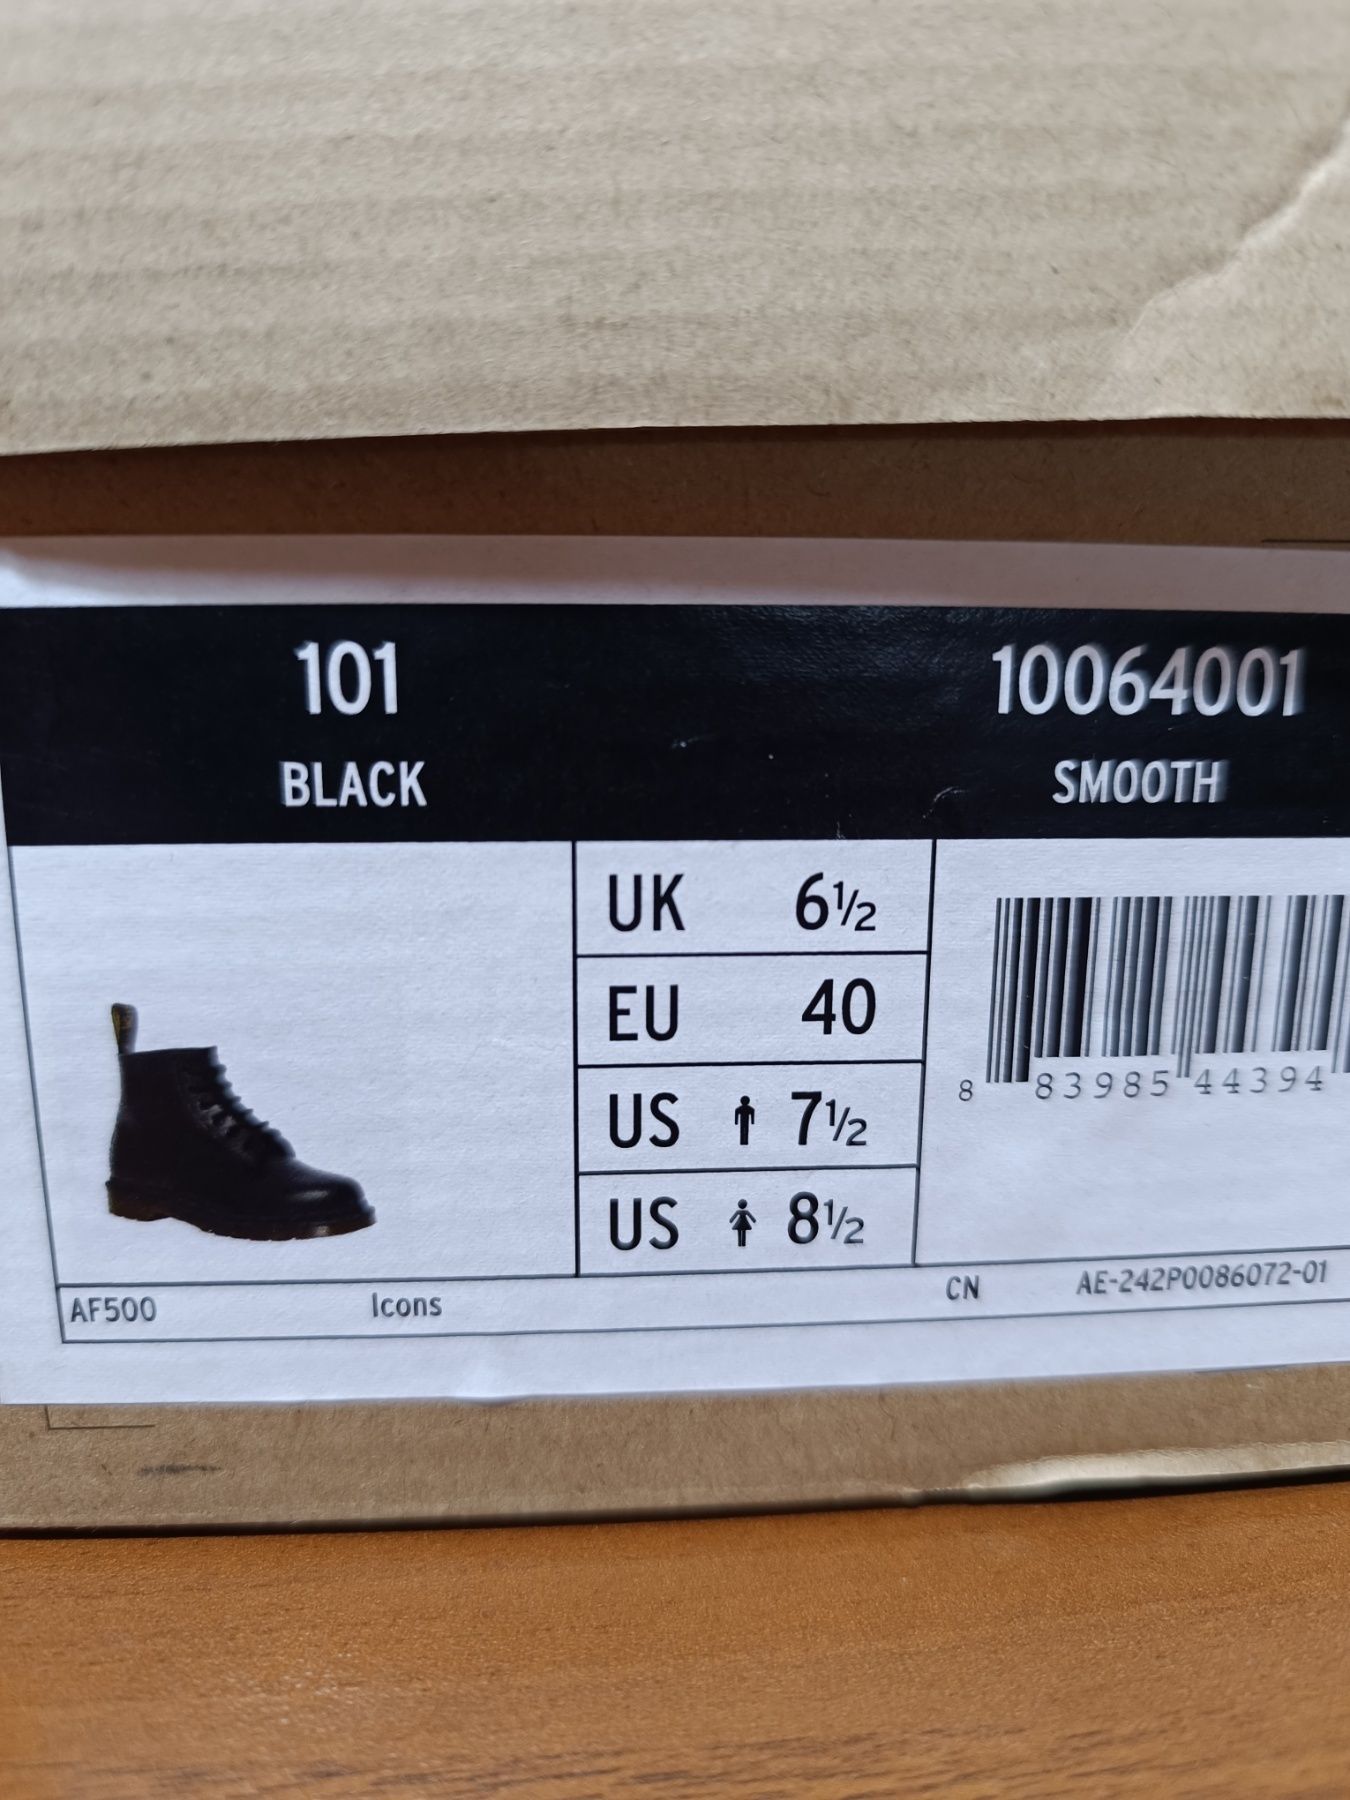 101 10064001
BLACK SMOOTH
UK 6½
EU 40
US 7½
US 8½
8 83985 44394
AF500 Icons CN AE-242P0086072-01